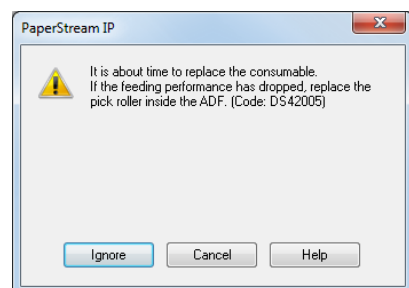 PaperStream IP
It is about time to replace the consumable.
If the feeding performance has dropped, replace the
pick roller inside the ADF. (Code: DS42005)
Ignore
Cancel
Help